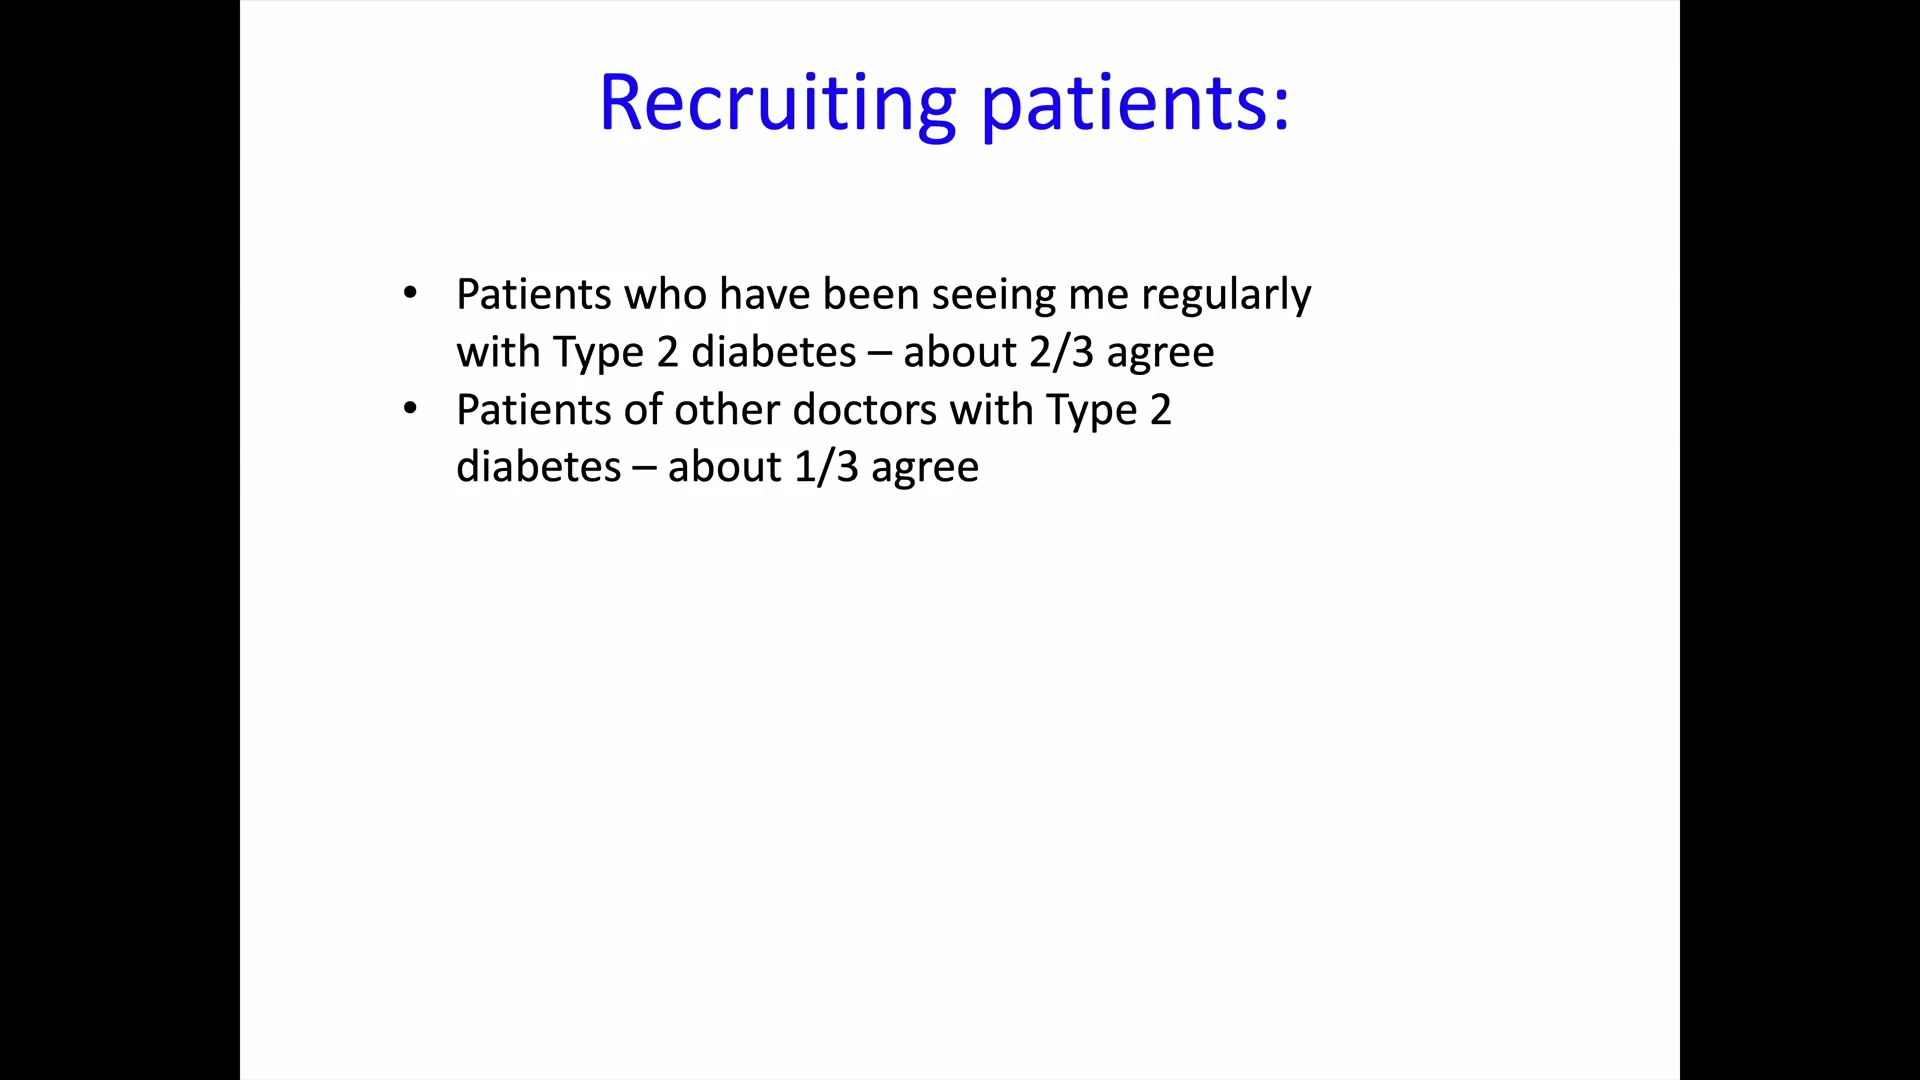 Recruiting patients:
• Patients who have been seeing me regularly
with Type 2 diabetes – about 2/3 agree
• Patients of other doctors with Type 2
diabetes – about 1/3 agree